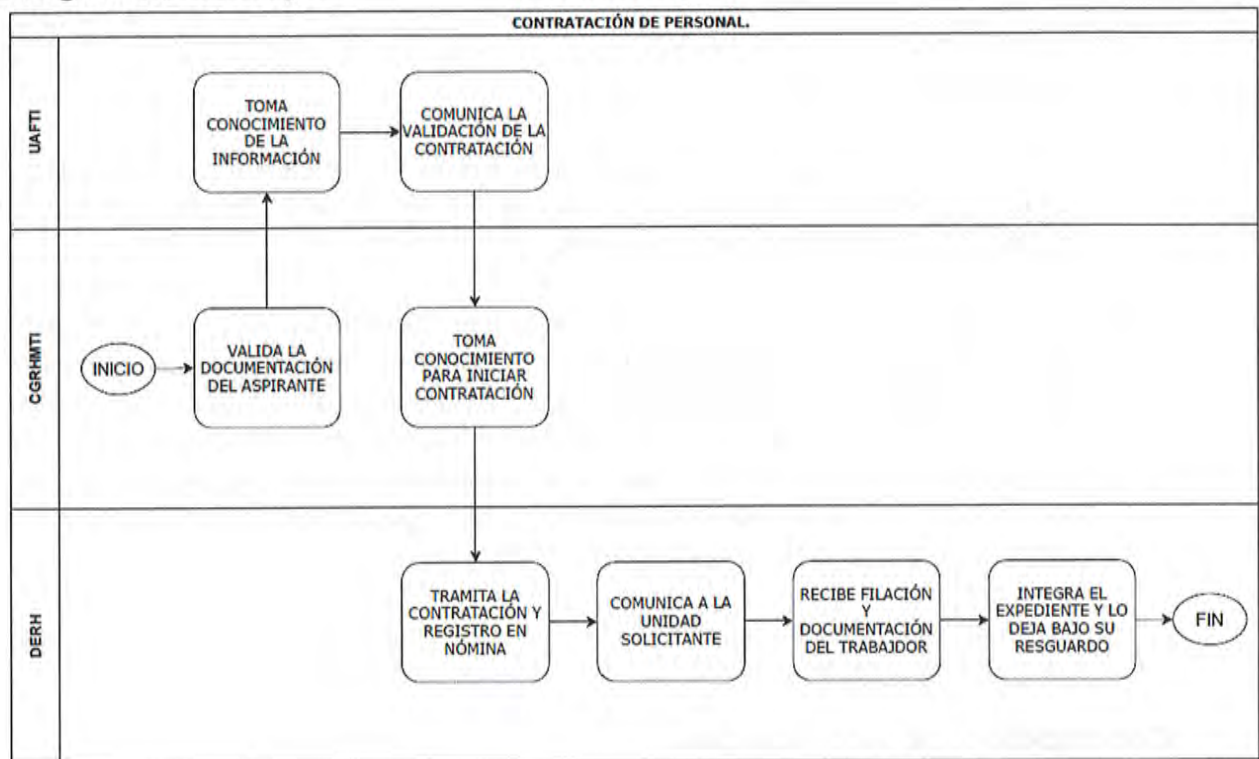 CONTRATACIÓN DE PERSONAL.
UAFTI
TOMA
CONOCIMIENTO
DE LA
INFORMACIÓN
COMUNICA LA
VALIDACIÓN DE LA
CONTRATACIÓN
CGRHMTI
INICIO
VALIDA LA
DOCUMENTACIÓN
DEL ASPIRANTE
TOMA
CONOCIMIENTO
PARA INICIAR
CONTRATACIÓN
DERH
TRAMITA LA
CONTRATACIÓN Y
REGISTRO EN
NÓMINA
COMUNICA A LA
UNIDAD
SOLICITANTE
RECIBE FILACIÓN
Y
DOCUMENTACIÓN
DEL TRABAJDOR
INTEGRA EL
EXPEDIENTE Y LO
DEJA BAJO SU
RESGUARDO
FIN